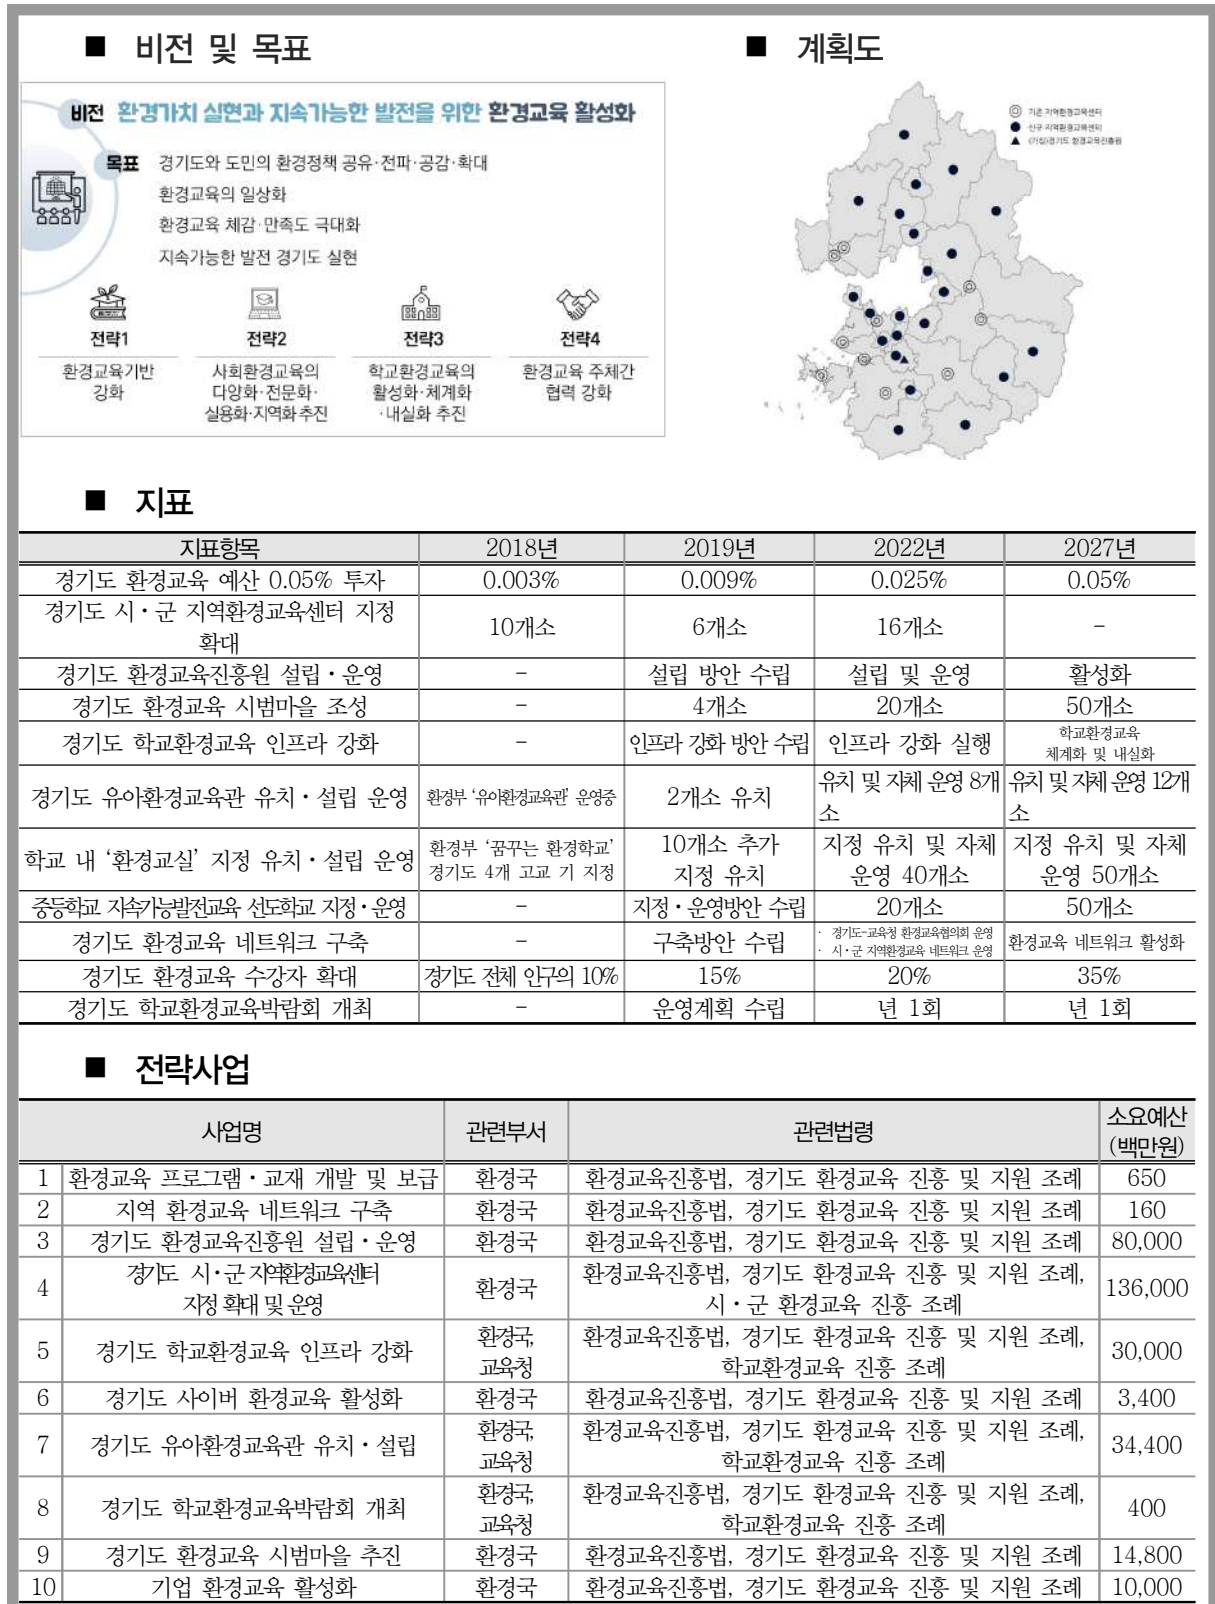 ■ 비전 및 목표
■ 계획도
비전 환경가치 실현과 지속가능한 발전을 위한 환경교육 활성화
목표 경기도와 도민의 환경정책 공유·전파·공감·확대
환경교육의 일상화
환경교육 체감·만족도 극대화
지속가능한 발전 경기도 실현
전략1 전략2 전략3 전략4
환경교육기반
강화
사회환경교육의
다양화·전문화·
실용화·지역화 추진
학교환경교육의
활성화·체계화
·내실화 추진
환경교육 주체간
협력 강화
기존 지역환경교육센터
신규 지역환경교육센터
(가칭)경기도 환경교육진흥원
■ 지표
지표항목 2018년 2019년 2022년 2027년
경기도 환경교육 예산 0.05% 투자 0.003% 0.009% 0.025% 0.05%
경기도 시·군 지역환경교육센터 지정
확대 10개소 6개소 16개소 -
경기도 환경교육진흥원 설립·운영 - 설립 방안 수립 설립 및 운영 활성화
경기도 환경교육 시범마을 조성 - 4개소 20개소 50개소
경기도 학교환경교육 인프라 강화 - 인프라 강화 방안 수립 인프라 강화 실행 학교환경교육
체계화 및 내실화
경기도 유아환경교육관 유치·설립 운영 환경부 '유아환경교육관' 운영중 2개소 유치 유치 및 자체 운영 8개소 유치 및 자체 운영 12개소
학교 내 '환경교실' 지정 유치·설립 운영 환경부 '꿈꾸는 환경학교' 10개소 추가 지정 유치 및 자체 지정 유치 및 자체
경기도 4개 고교 기 지정 지정 유치 운영 40개소 운영 50개소
중등학교 지속가능발전교육 선도학교 지정·운영 - 지정·운영방안 수립 20개소 50개소
경기도 환경교육 네트워크 구축 - 구축방안 수립 · 경기도-교육청 환경교육협의회 운영 환경교육 네트워크 활성화
· 시·군 지역환경교육 네트워크 운영
경기도 환경교육 수강자 확대 경기도 전체 인구의 10% 15% 20% 35%
경기도 학교환경교육박람회 개최 - 운영계획 수립 년 1회 년 1회
■ 전략사업
사업명 관련부서 관련법령 소요예산
(백만원)
1 환경교육 프로그램·교재 개발 및 보급 환경국 환경교육진흥법, 경기도 환경교육 진흥 및 지원 조례 650
2 지역 환경교육 네트워크 구축 환경국 환경교육진흥법, 경기도 환경교육 진흥 및 지원 조례 160
3 경기도 환경교육진흥원 설립·운영 환경국 환경교육진흥법, 경기도 환경교육 진흥 및 지원 조례 80,000
4 경기도 시·군 지역환경교육센터 환경국 환경교육진흥법, 경기도 환경교육 진흥 및 지원 조례, 136,000
지정 확대 및 운영 시·군 환경교육 진흥 조례
5 경기도 학교환경교육 인프라 강화 환경국, 환경교육진흥법, 경기도 환경교육 진흥 및 지원 조례, 30,000
교육청 학교환경교육 진흥 조례
6 경기도 사이버 환경교육 활성화 환경국 환경교육진흥법, 경기도 환경교육 진흥 및 지원 조례 3,400
7 경기도 유아환경교육관 유치·설립 환경국, 환경교육진흥법, 경기도 환경교육 진흥 및 지원 조례, 34,400
교육청 학교환경교육 진흥 조례
8 경기도 학교환경교육박람회 개최 환경국, 환경교육진흥법, 경기도 환경교육 진흥 및 지원 조례, 400
교육청 학교환경교육 진흥 조례
9 경기도 환경교육 시범마을 추진 환경국 환경교육진흥법, 경기도 환경교육 진흥 및 지원 조례 14,800
10 기업 환경교육 활성화 환경국 환경교육진흥법, 경기도 환경교육 진흥 및 지원 조례 10,000